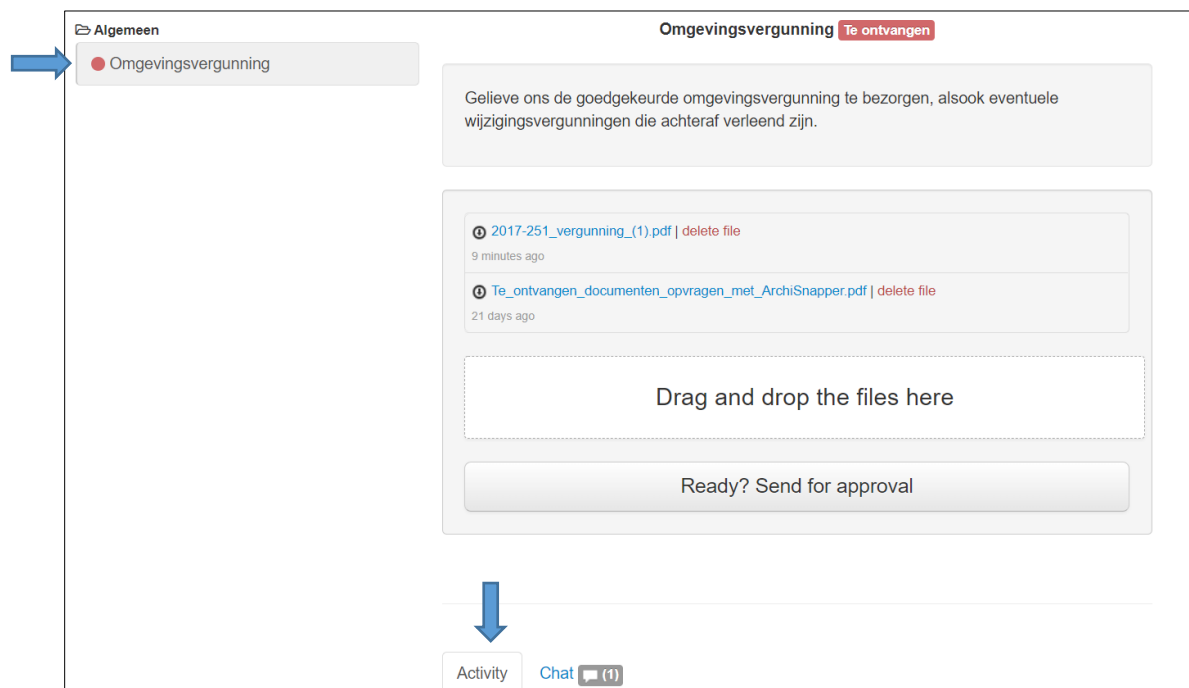 Algemeen
Omgevingsvergunning
Omgevingsvergunning Te ontvangen
Gelieve ons de goedgekeurde omgevingsvergunning te bezorgen, alsook eventuele
wijzigingsvergunningen die achteraf verleend zijn.
2017-251_vergunning_(1).pdf | delete file
9 minutes ago
Te_ontvangen_documenten_opvragen_met_ArchiSnapper.pdf | delete file
21 days ago
Drag and drop the files here
Ready? Send for approval
Activity Chat (1)